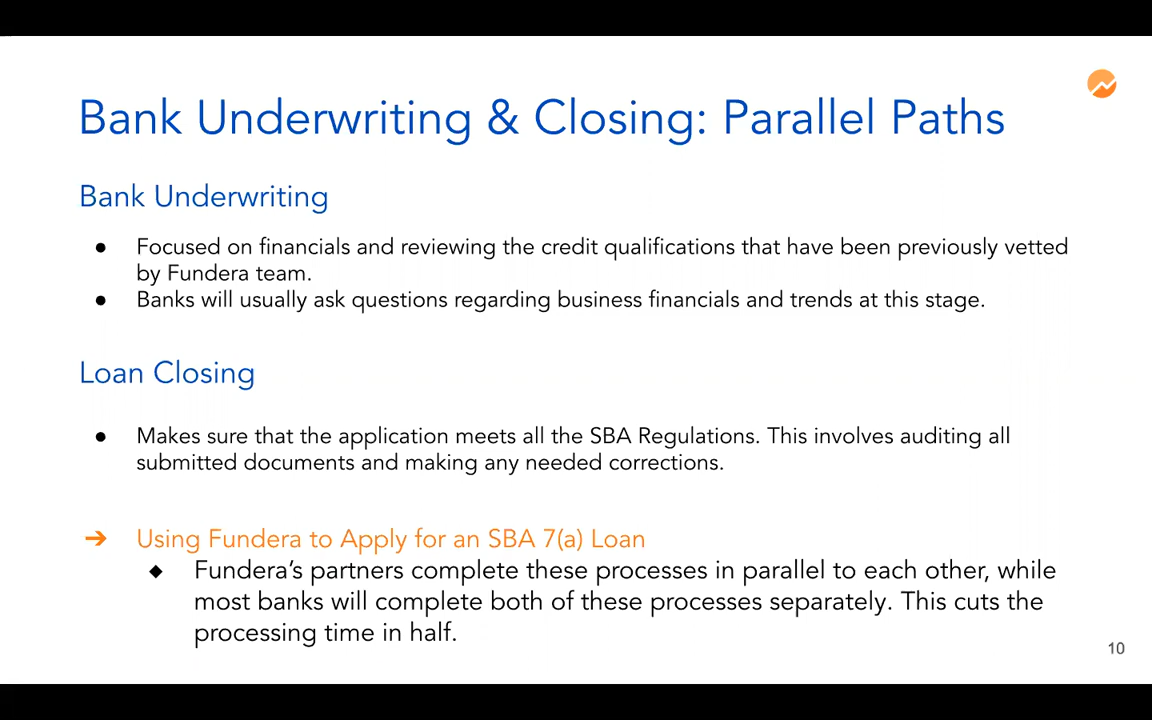 Bank Underwriting & Closing: Parallel Paths
Bank Underwriting
● Focused on financials and reviewing the credit qualifications that have been previously vetted
by Fundera team.
● Banks will usually ask questions regarding business financials and trends at this stage.
Loan Closing
● Makes sure that the application meets all the SBA Regulations. This involves auditing all
submitted documents and making any needed corrections.
➔ Using Fundera to Apply for an SBA 7(a) Loan
◆ Fundera’s partners complete these processes in parallel to each other, while
most banks will complete both of these processes separately. This cuts the
processing time in half.
10